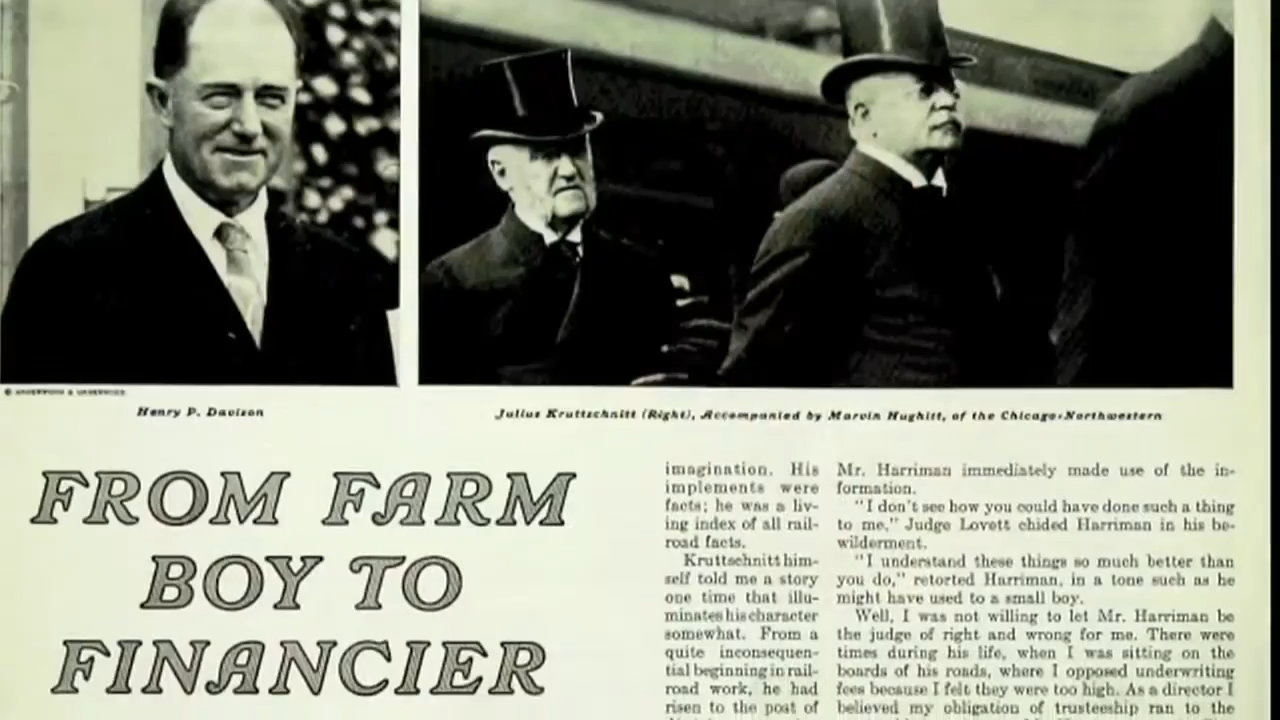 © UNDERWOOD & UNDERWOOD
Henry P. Davison
Julius Kruttschnitt (Right), Accompanied by Marvin Hughitt, of the Chicago-Northwestern
FROM FARM
BOY TO
FINANCIER
imagination. His
implements were
facts; he was a liv-
ing index of all rail-
road facts.
Kruttschnitt him-
self told me a story
one time that illu-
minates his character
somewhat. From a
quite inconsequen-
tial beginning in rail-
road work, he had
risen to the post of
Mr. Harriman immediately made use of the in-
formation.
"I don't see how you could have done such a thing
to me," Judge Lovett chided Harriman in his be-
wilderment.
"I understand these things so much better than
you do," retorted Harriman, in a tone such as he
might have used to a small boy.
Well, I was not willing to let Mr. Harriman be
the judge of right and wrong for me. There were
times during his life, when I was sitting on the
boards of his roads, where I opposed underwriting
fees because I felt they were too high. As a director I
believed my obligation of trusteeship ran to the